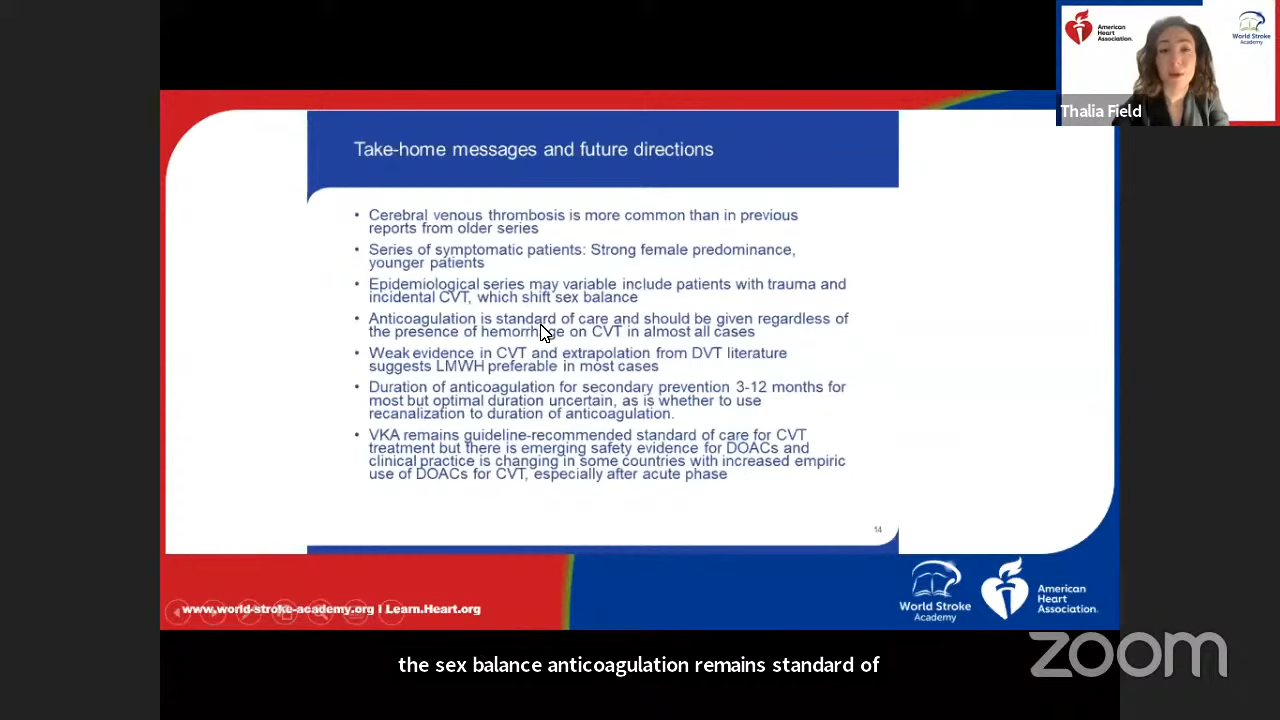 American
Heart
Association.
World Stroke
Academy
Thalia Field
Take-home messages and future directions
• Cerebral venous thrombosis is more common than in previous
reports from older series
• Series of symptomatic patients: Strong female predominance,
younger patients
• Epidemiological series may variable include patients with trauma and
incidental CVT, which shift sex balance
• Anticoagulation is standard of care and should be given regardless of
the presence of hemorrhage on CVT in almost all cases
• Weak evidence in CVT and extrapolation from DVT literature
suggests LMWH preferable in most cases
• Duration of anticoagulation for secondary prevention 3-12 months for
most but optimal duration uncertain, as is whether to use
recanalization to duration of anticoagulation.
• VKA remains guideline-recommended standard of care for CVT
treatment but there is emerging safety evidence for DOACs and
clinical practice is changing in some countries with increased empiric
use of DOACs for CVT, especially after acute phase
14
www.world-stroke-academy.org I Learn.Heart.org
World Stroke
Academy
American
Heart
Association.
the sex balance anticoagulation remains standard of
zoom